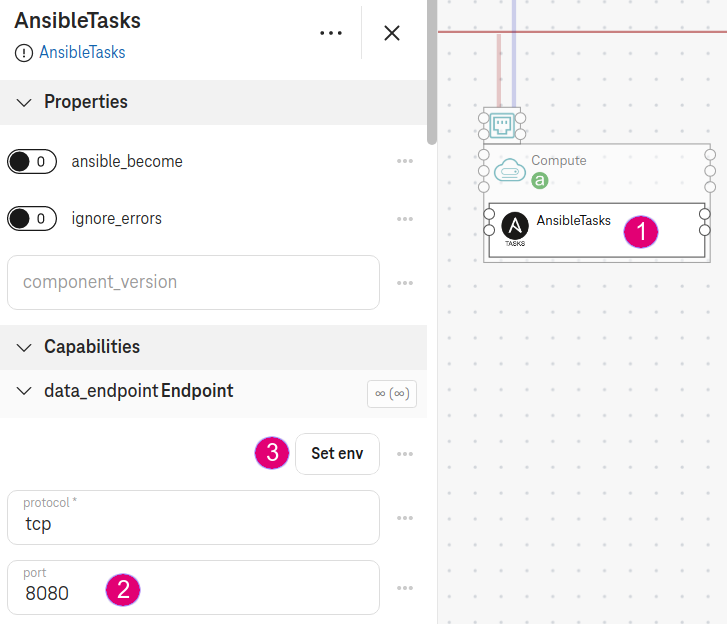 AnsibleTasks
AnsibleTasks
Properties
0 ansible_become
0 ignore_errors
component_version
Capabilities
data_endpoint Endpoint
∞ (∞)
3 Set env
protocol *
tcp
port
8080 2
Compute
a
AnsibleTasks 1
A
TASKS